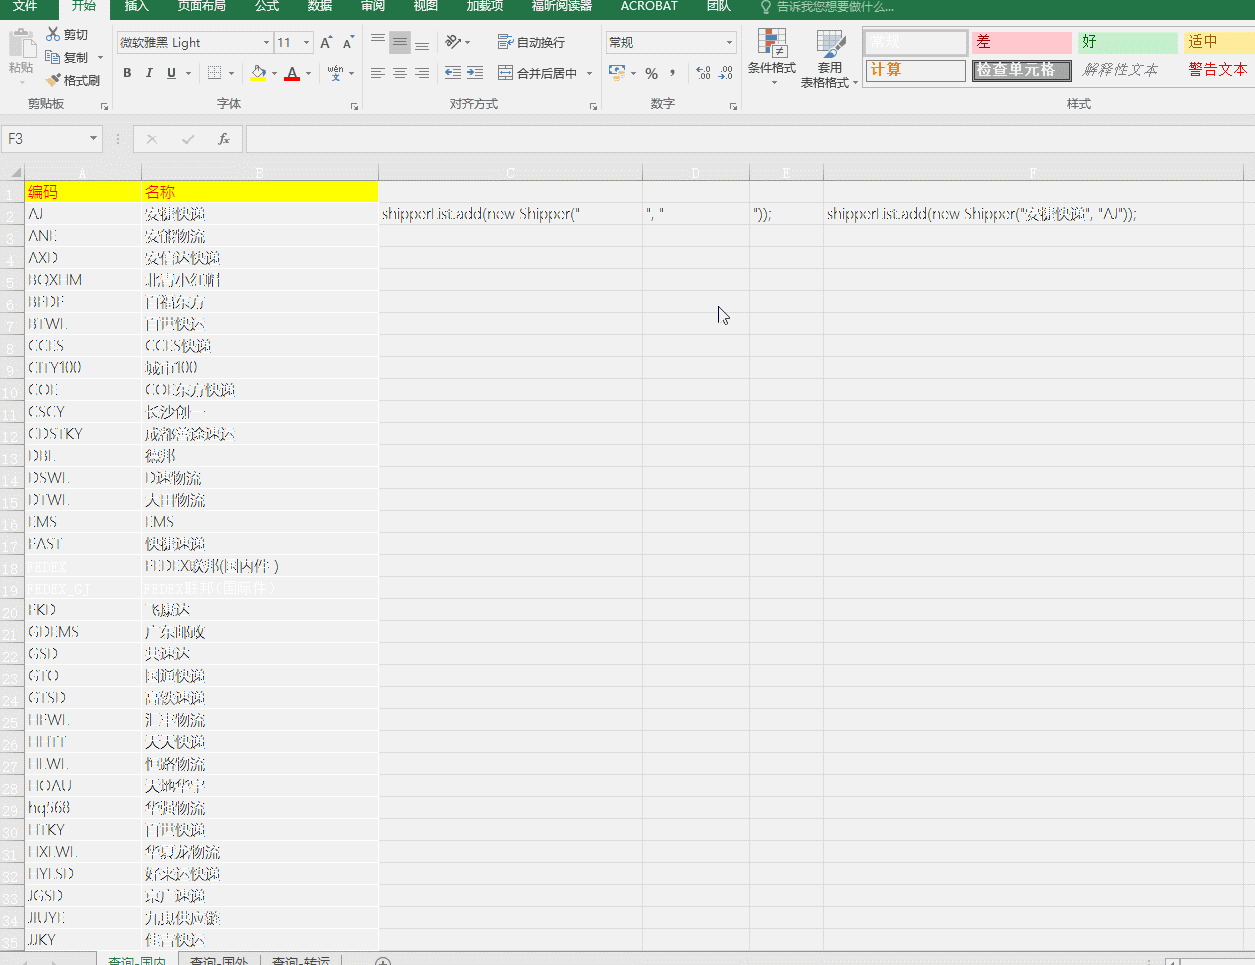 文件 开始 插入 页面布局 公式 数据 审阅 视图 加载项 福昕阅读器 ACROBAT 团队 告诉我您想要做什么...
粘贴 剪切 复制 格式刷 剪贴板
微软雅黑 Light 11 B I U wén 文 字体
自动换行 合并后居中 对齐方式
常规 % 数字
条件格式 套用表格格式
常规 差 好 适中
计算 检查单元格 解释性文本 警告文本
样式
F3 fx
A B C D E F
1 编码 名称
2 AJ 安捷快递 shipperList.add(new Shipper(" ", " ")); shipperList.add(new Shipper("安捷快递", "AJ"));
3 ANE 安能物流
4 AXD 安信达快递
5 BQXHM 北青小红帽
6 BFDF 百福东方
7 BTWL 百世快运
8 CCES CCES快递
9 CITY100 城市100
10 COE COE东方快递
11 CSCY 长沙创一
12 CDSTKY 成都善途速运
13 DBL 德邦
14 DSWL D速物流
15 DTWL 大田物流
16 EMS EMS
17 FAST 快捷速递
18 FEDEX FEDEX联邦(国内件)
19 FEDEX_GJ FEDEX联邦(国际件)
20 FKD 飞康达
21 GDEMS 广东邮政
22 GSD 共速达
23 GTO 国通快递
24 GTSD 高铁速递
25 HFWL 汇丰物流
26 HHTT 天天快递
27 HLWL 恒路物流
28 HOAU 天地华宇
29 hq568 华强物流
30 HTKY 百世快递
31 HXLWL 华夏龙物流
32 HYLSD 好来运快递
33 JGSD 京广速递
34 JIUYE 九曳供应链
35 JJKY 佳吉快运
查询-国内 查询-国外 查询-转运